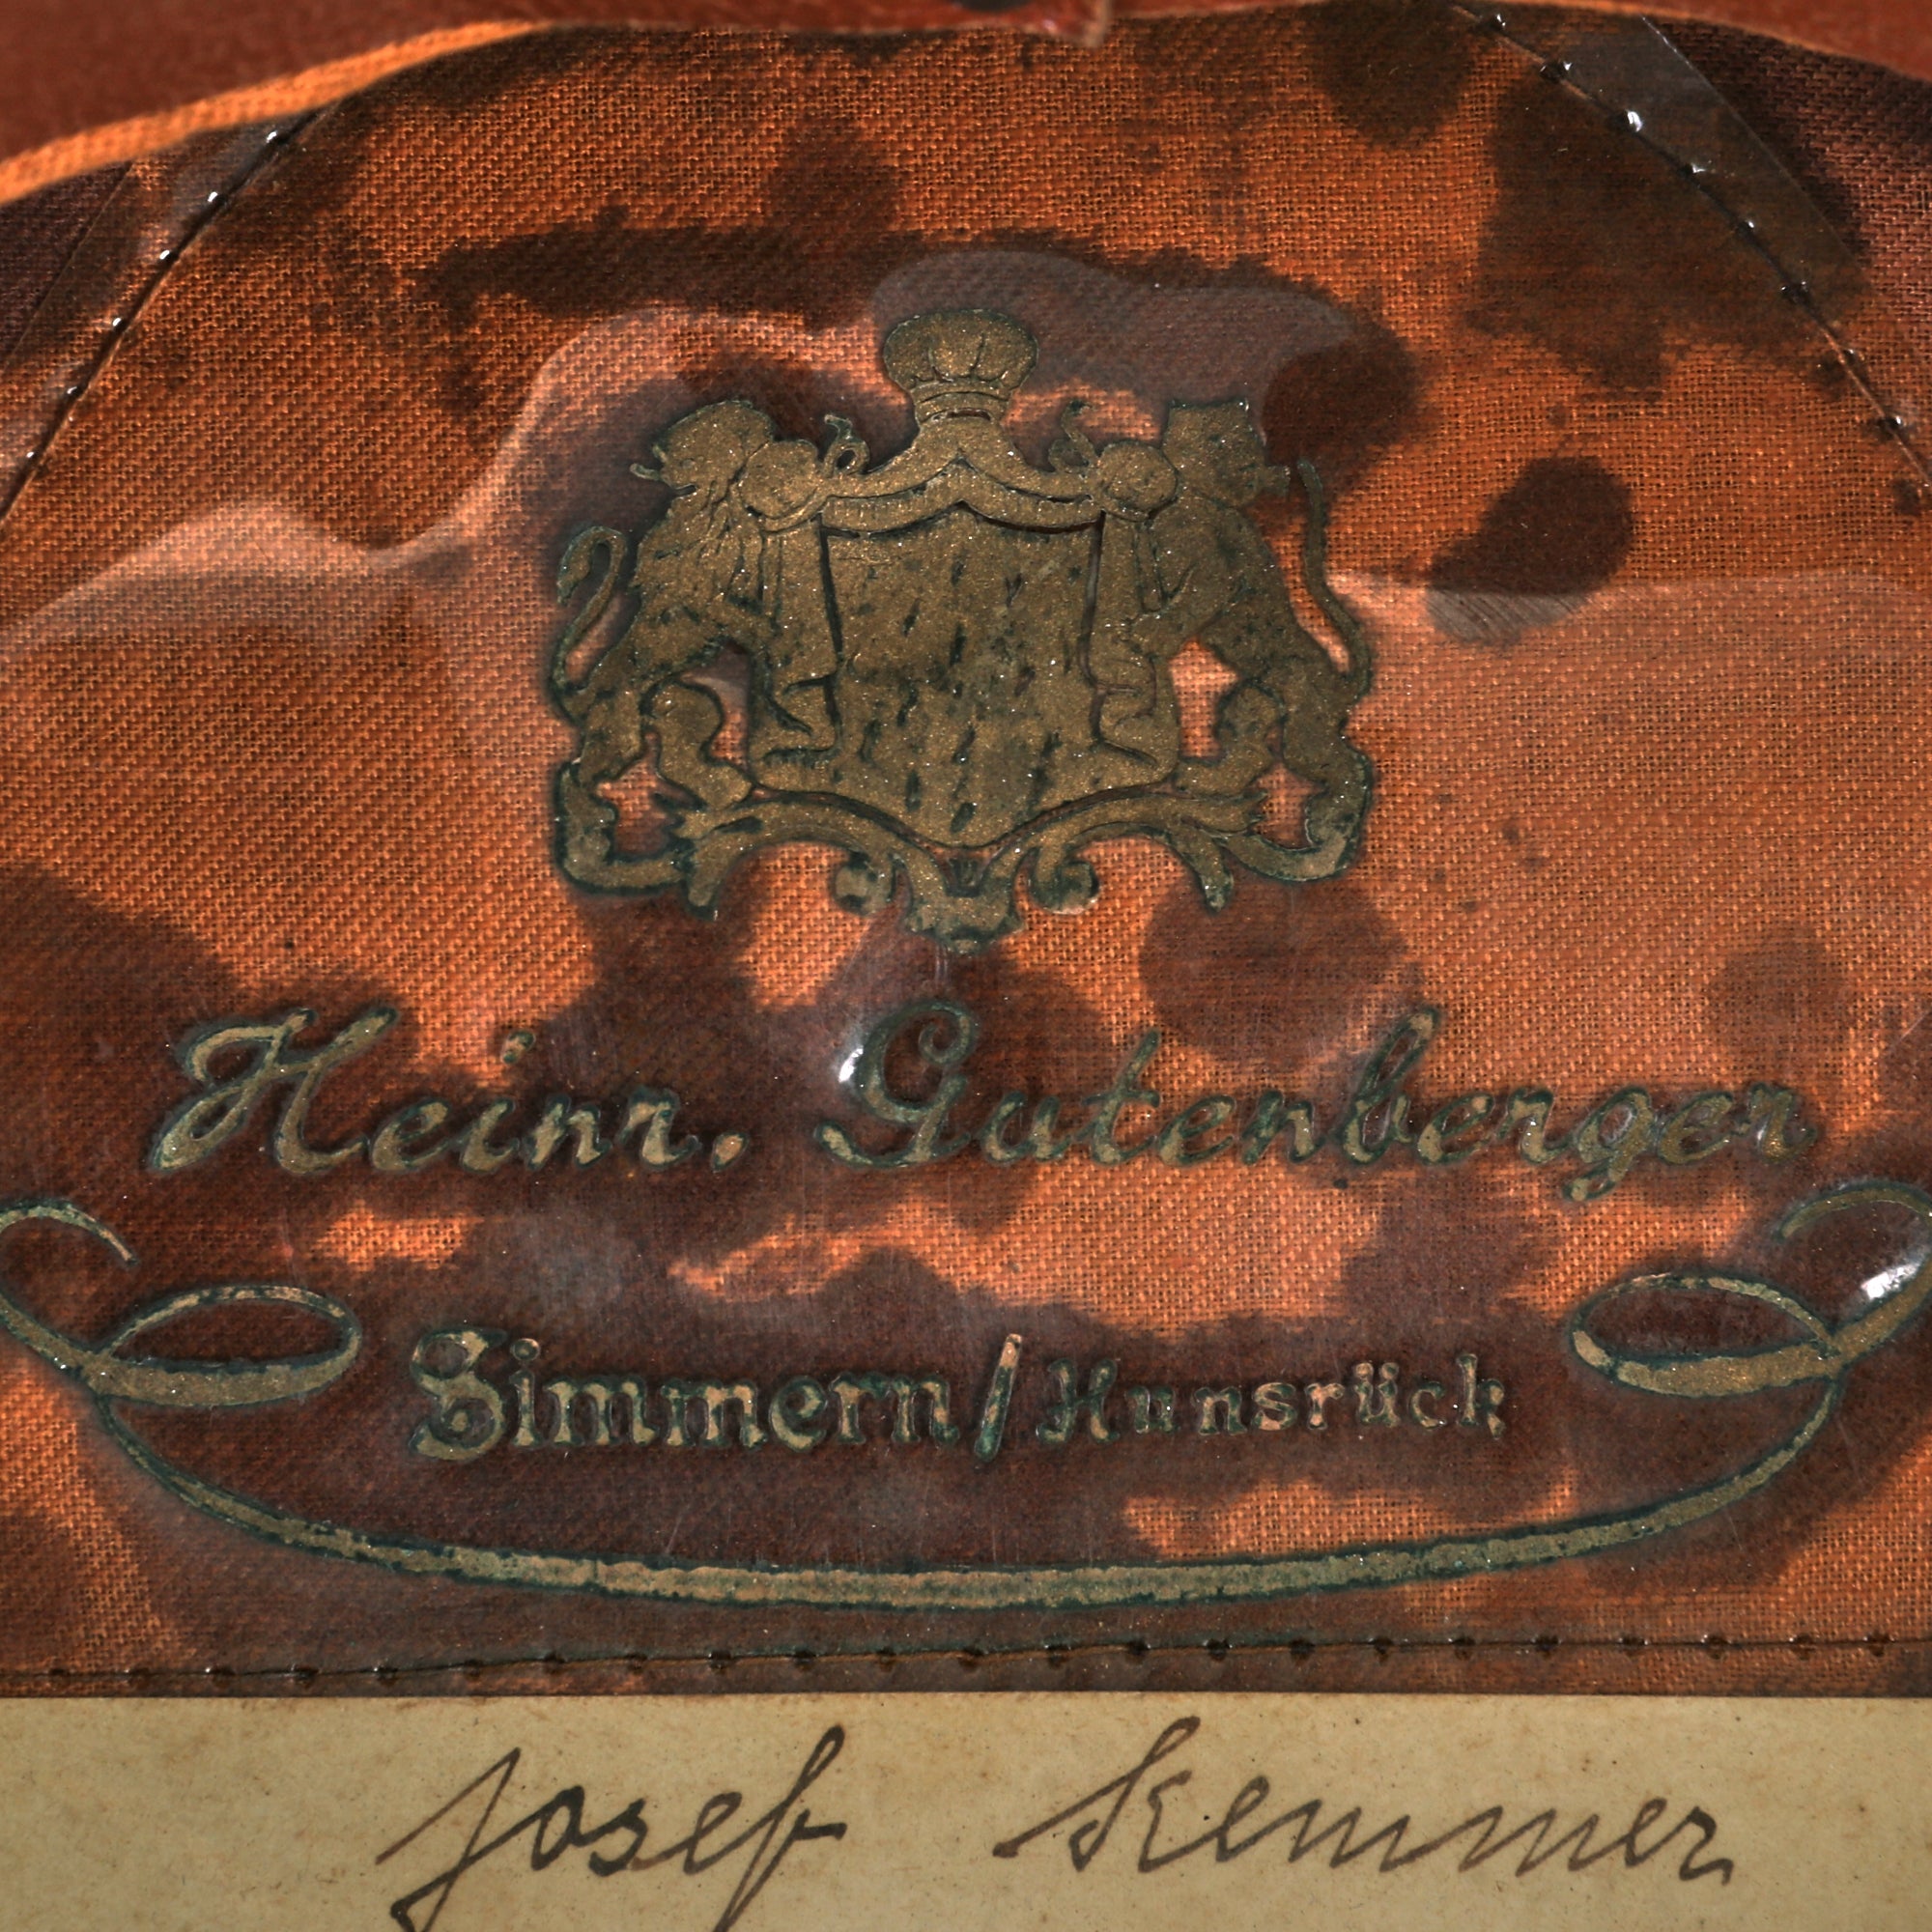 Heinr. Gutenberger
Simmern/Hunsrück
Josef Kemmer